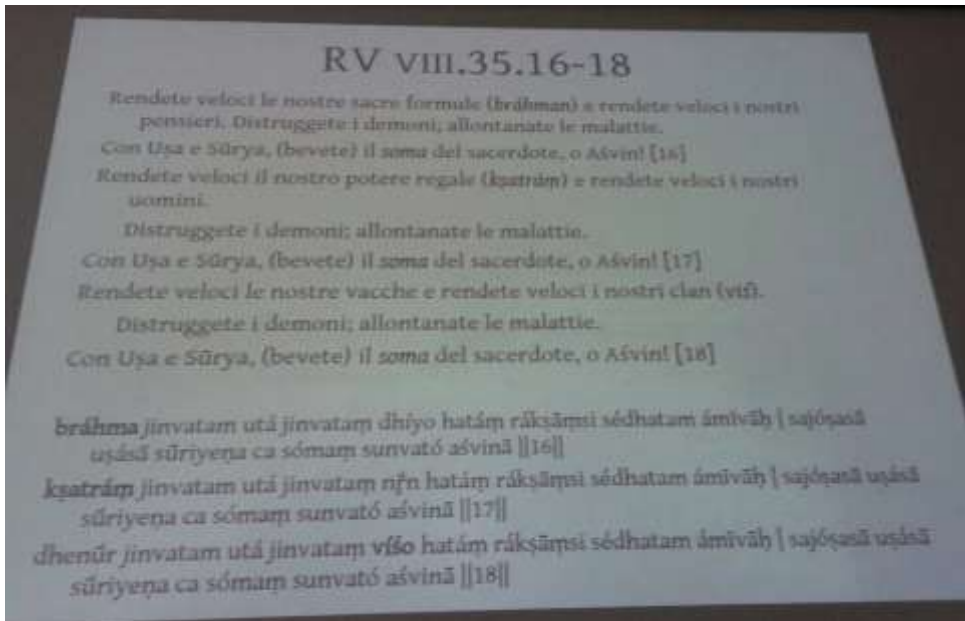 RV VIII.35.16-18
Rendete veloci le nostre sacre formule (bráhman) e rendete veloci i nostri
pensieri. Distruggete i demoni; allontanate le malattie.
Con Uṣa e Sūrya, (bevete) il soma del sacerdote, o Aśvin! [16]
Rendete veloci il nostro potere regale (kṣatrám) e rendete veloci i nostri
uomini.
Distruggete i demoni; allontanate le malattie.
Con Uṣa e Sūrya, (bevete) il soma del sacerdote, o Aśvin! [17]
Rendete veloci le nostre vacche e rendete veloci i nostri clan (viś).
Distruggete i demoni; allontanate le malattie.
Con Uṣa e Sūrya, (bevete) il soma del sacerdote, o Aśvin! [18]
bráhma jinvatam utá jinvataṃ dhíyo hatáṃ rákṣāṃsi sédhatam ámīvāḥ | sajóṣasā
uṣásā sū́riyeṇa ca sómaṃ sunvató aśvinā ||16||
kṣatráṃ jinvatam utá jinvataṃ nṝ́n hatáṃ rákṣāṃsi sédhatam ámīvāḥ | sajóṣasā uṣásā
sū́riyeṇa ca sómaṃ sunvató aśvinā ||17||
dhenū́r jinvatam utá jinvataṃ víśo hatáṃ rákṣāṃsi sédhatam ámīvāḥ | sajóṣasā uṣásā
sū́riyeṇa ca sómaṃ sunvató aśvinā ||18||